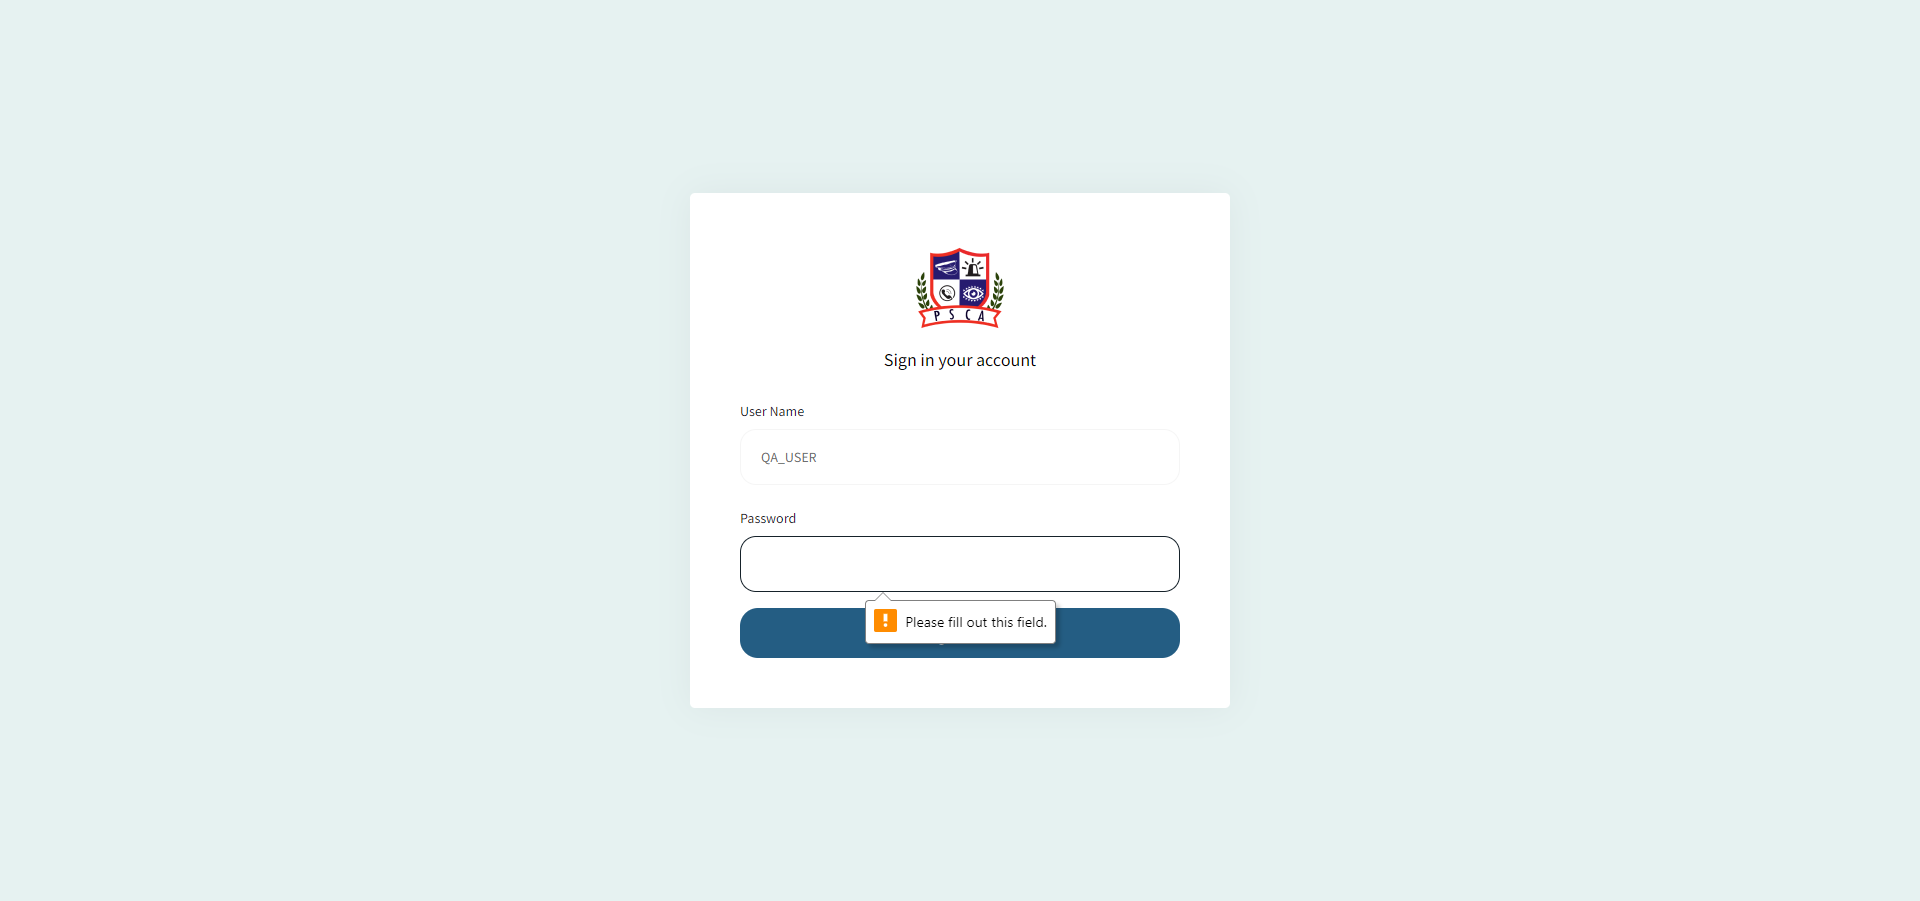 P S C A
Sign in your account
User Name
QA_USER
Password
Please fill out this field.